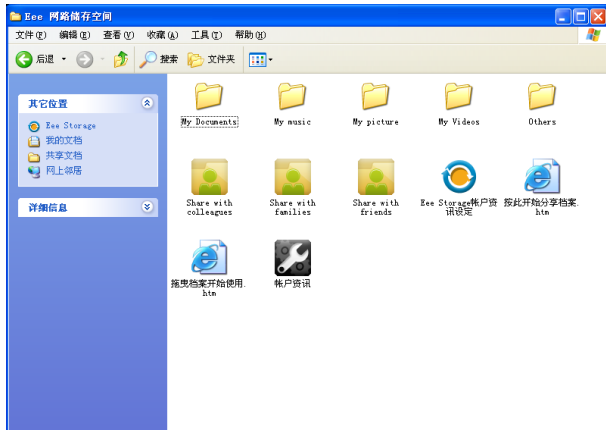 Eee 网路储存空间
文件(F) 编辑(E) 查看(V) 收藏(A) 工具(T) 帮助(H)
后退 搜索 文件夹
其它位置
Eee Storage
我的文档
共享文档
网上邻居
详细信息
My Documents My music My picture My Videos Others
Share with colleagues
Share with families
Share with friends
Eee Storage帐户资讯设定
按此开始分享档案.htm
拖曳档案开始使用.htm
帐户资讯